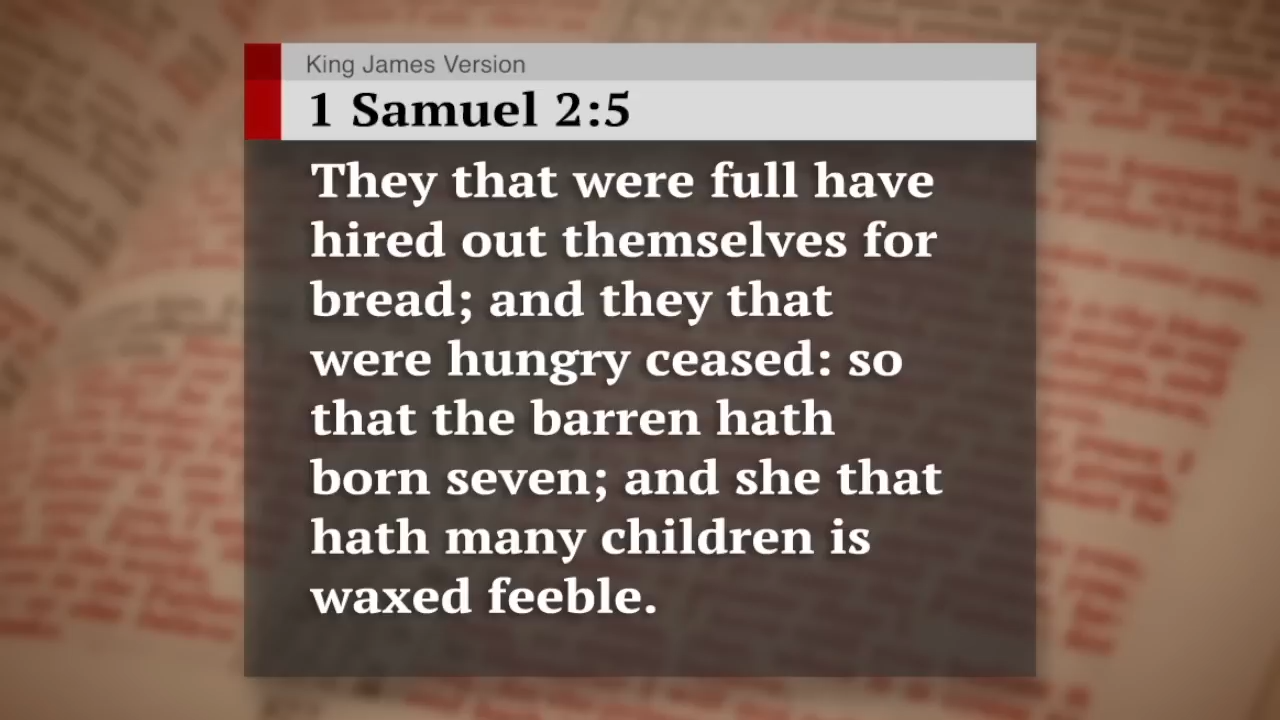 King James Version
1 Samuel 2:5
They that were full have
hired out themselves for
bread; and they that
were hungry ceased: so
that the barren hath
born seven; and she that
hath many children is
waxed feeble.